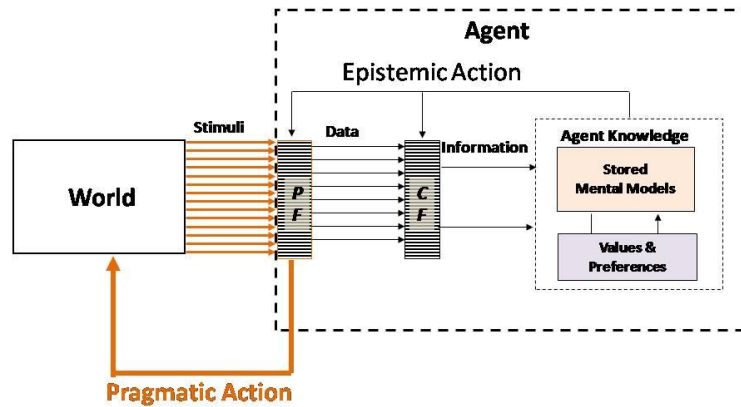 Agent
Epistemic Action
Stimuli
Data
Information
Agent Knowledge
World
P
F
C
F
Stored
Mental Models
Values &
Preferences
Pragmatic Action